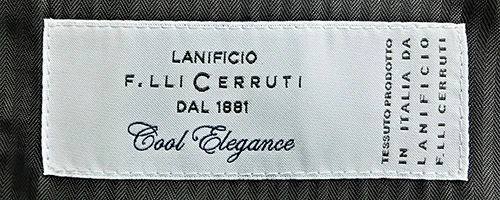 LANIFICIO
F.LLI CERRUTI
DAL 1881
Cool Elegance
TESSUTO PRODOTTO
IN ITALIA DA
LANIFICIO
F.LLI CERRUTI